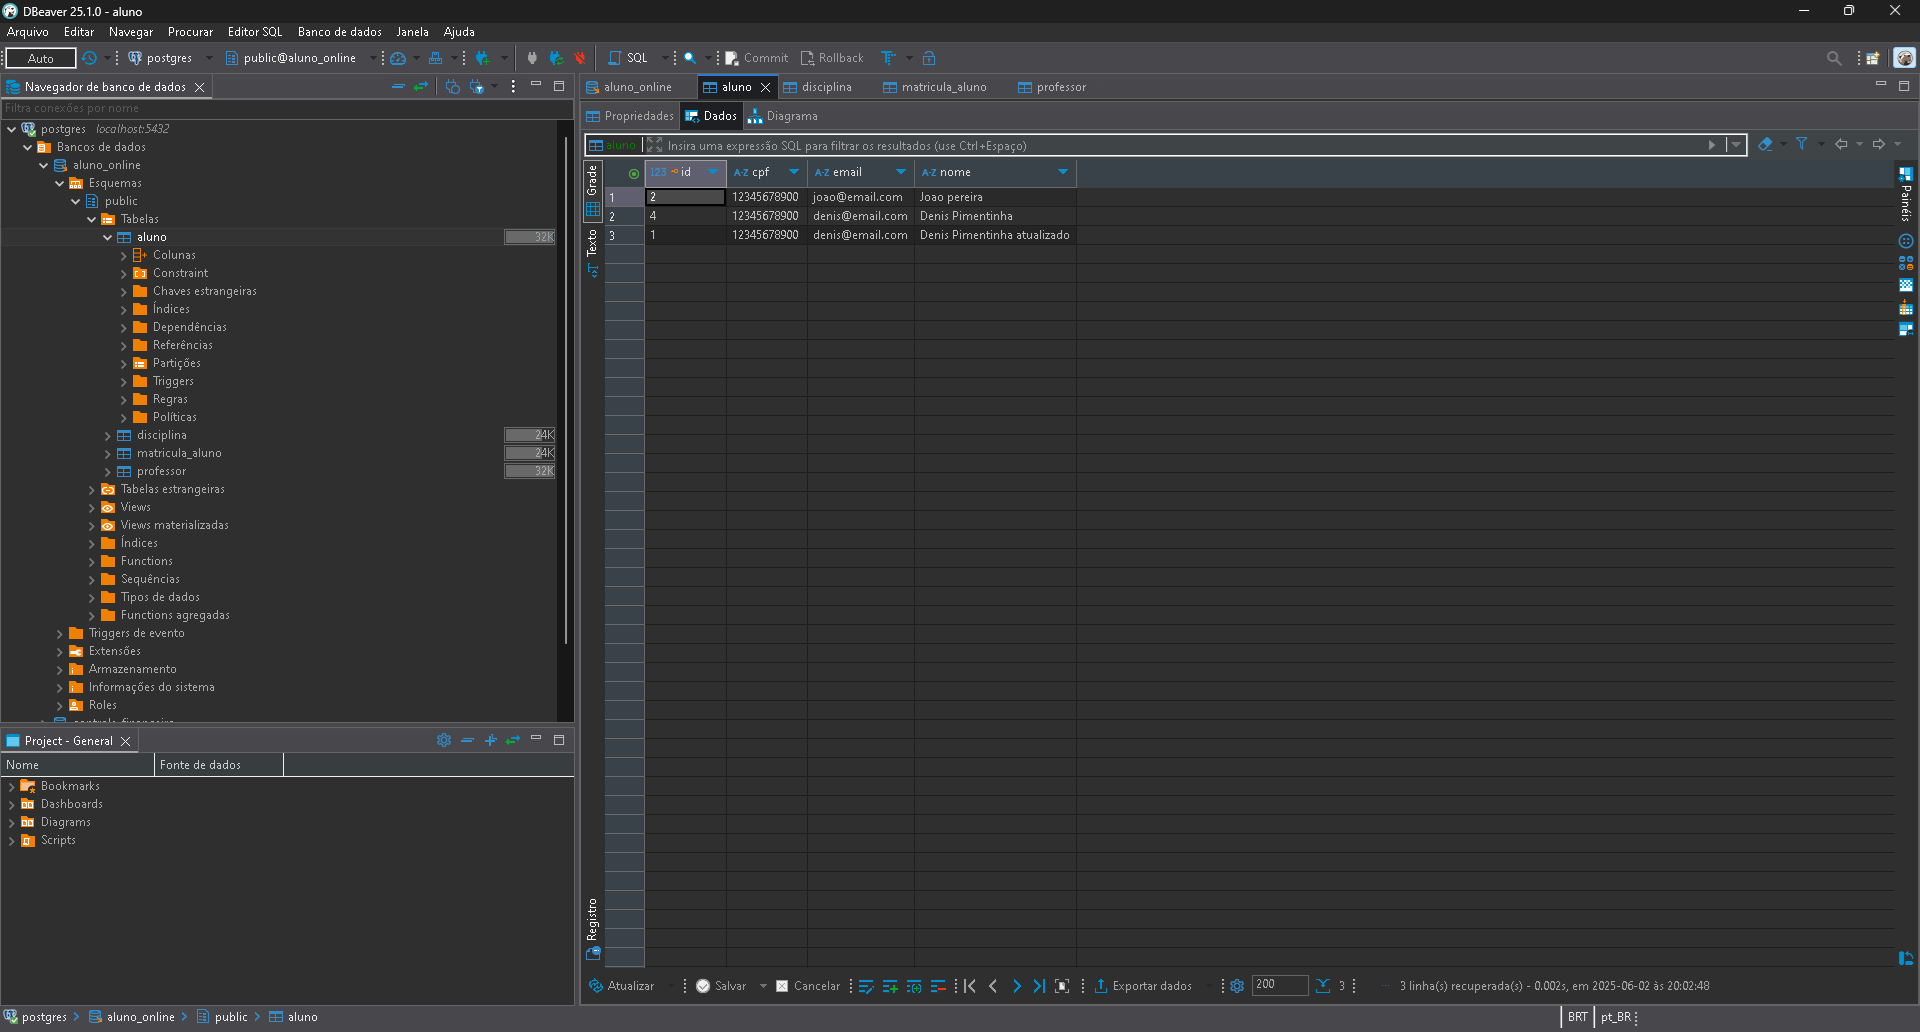 DBeaver 25.1.0 - aluno
Arquivo Editar Navegar Procurar Editor SQL Banco de dados Janela Ajuda
Auto postgres public@aluno_online SQL Commit Rollback
Navegador de banco de dados
Filtra conexões por nome
postgres localhost:5432
Bancos de dados
aluno_online
Esquemas
public
Tabelas
aluno 32K
Colunas
Constraint
Chaves estrangeiras
Índices
Dependências
Referências
Partições
Triggers
Regras
Políticas
disciplina 24K
matricula_aluno 24K
professor 32K
Tabelas estrangeiras
Views
Views materializadas
Índices
Functions
Sequências
Tipos de dados
Functions agregadas
Triggers de evento
Extensões
Armazenamento
Informações do sistema
Roles
Project - General
Nome Fonte de dados
Bookmarks
Dashboards
Diagrams
Scripts
aluno_online aluno disciplina matricula_aluno professor
Propriedades Dados Diagrama
aluno Insira uma expressão SQL para filtrar os resultados (use Ctrl+Espaço)
Grade
Texto
Registro
123 id A-Z cpf A-Z email A-Z nome
1 2 12345678900 joao@email.com Joao pereira
2 4 12345678900 denis@email.com Denis Pimentinha
3 1 12345678900 denis@email.com Denis Pimentinha atualizado
Painéis
Atualizar Salvar Cancelar Exportar dados 200 3 3 linha(s) recuperada(s) - 0.002s, em 2025-06-02 às 20:02:48
postgres aluno_online public aluno BRT pt_BR